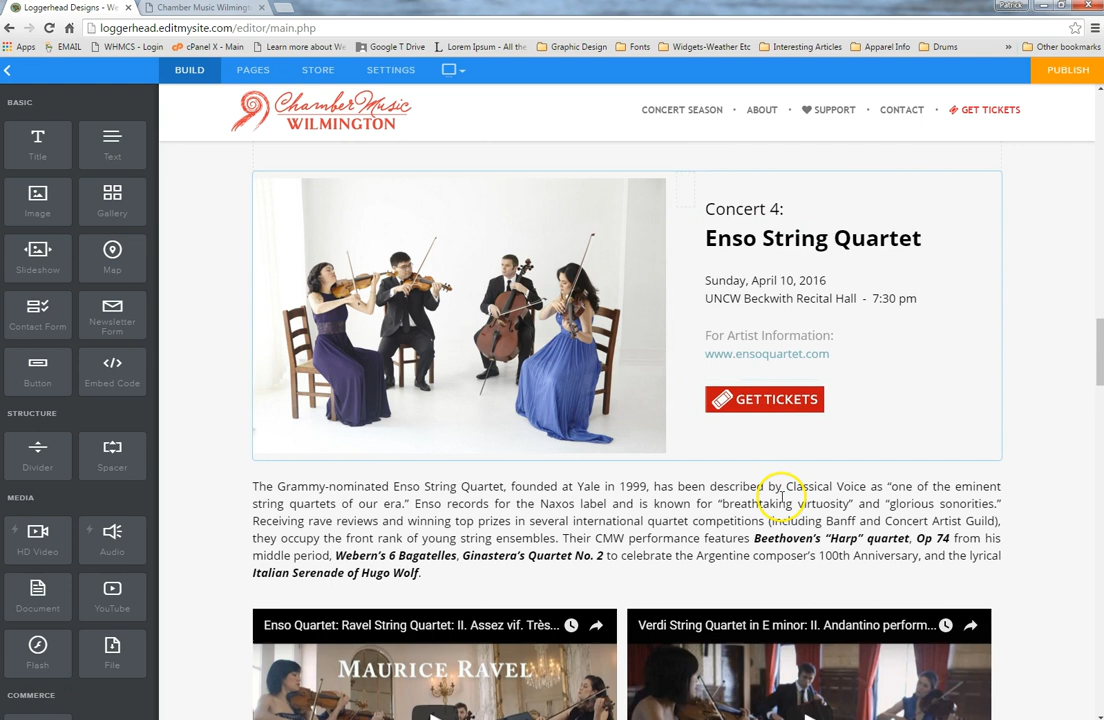 Loggerhead Designs - We
Chamber Music Wilmingt
Patrick
loggerhead.editmysite.com/editor/main.php
Apps
EMAIL
WHMCS - Login
cPanel X - Main
Learn more about We
Google T Drive
Lorem Ipsum - All the
Graphic Design
Fonts
Widgets-Weather Etc
Interesting Articles
Apparel Info
Drums
»
Other bookmarks
BUILD
PAGES
STORE
SETTINGS
PUBLISH
BASIC
Title
Text
Image
Gallery
Slideshow
Map
Contact Form
Newsletter
Form
Button
Embed Code
STRUCTURE
Divider
Spacer
MEDIA
HD Video
Audio
Document
YouTube
Flash
File
COMMERCE
Chamber Music
WILMINGTON
CONCERT SEASON • ABOUT • SUPPORT • CONTACT • GET TICKETS
Concert 4:
Enso String Quartet
Sunday, April 10, 2016
UNCW Beckwith Recital Hall - 7:30 pm
For Artist Information:
www.ensoquartet.com
GET TICKETS
The Grammy-nominated Enso String Quartet, founded at Yale in 1999, has been described by Classical Voice as “one of the eminent
string quartets of our era.” Enso records for the Naxos label and is known for “breathtaking virtuosity” and “glorious sonorities.”
Receiving rave reviews and winning top prizes in several international quartet competitions (including Banff and Concert Artist Guild),
they occupy the front rank of young string ensembles. Their CMW performance features Beethoven’s “Harp” quartet, Op 74 from his
middle period, Webern’s 6 Bagatelles, Ginastera’s Quartet No. 2 to celebrate the Argentine composer’s 100th Anniversary, and the lyrical
Italian Serenade of Hugo Wolf.
Enso Quartet: Ravel String Quartet: II. Assez vif. Très...
Verdi String Quartet in E minor: II. Andantino perform...
MAURICE RAVEL